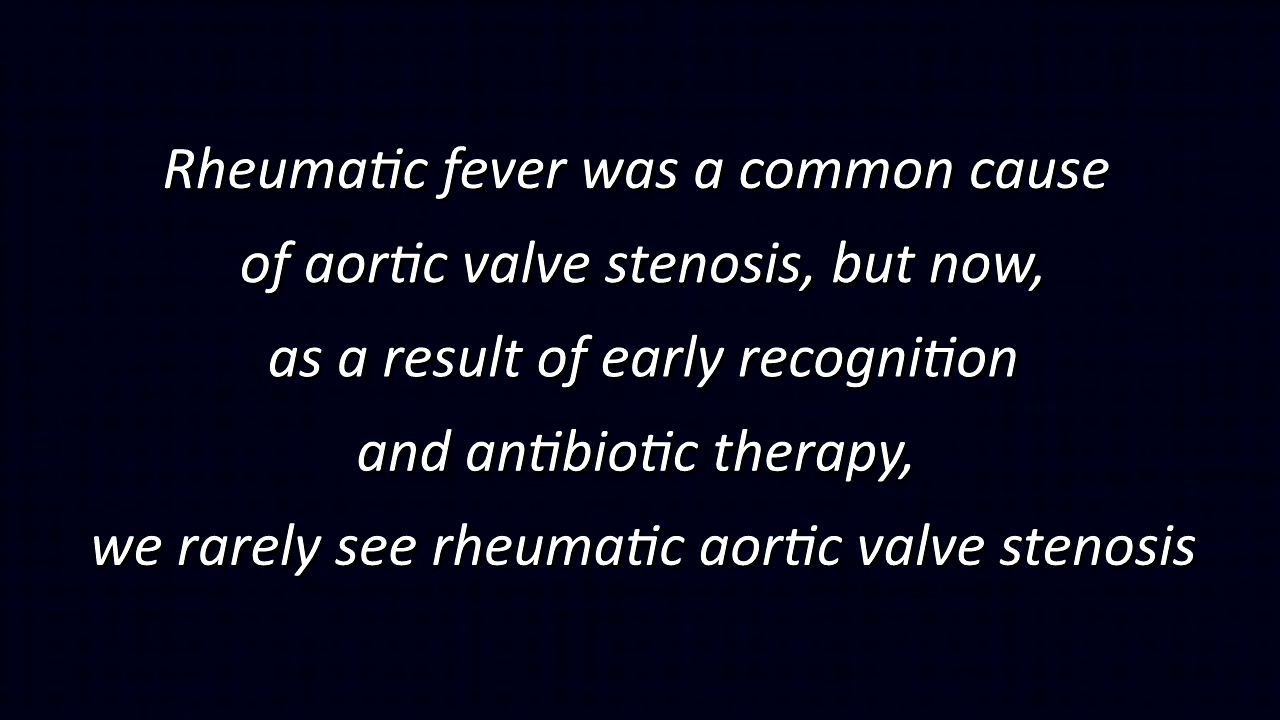 Rheumatic fever was a common cause
of aortic valve stenosis, but now,
as a result of early recognition
and antibiotic therapy,
we rarely see rheumatic aortic valve stenosis